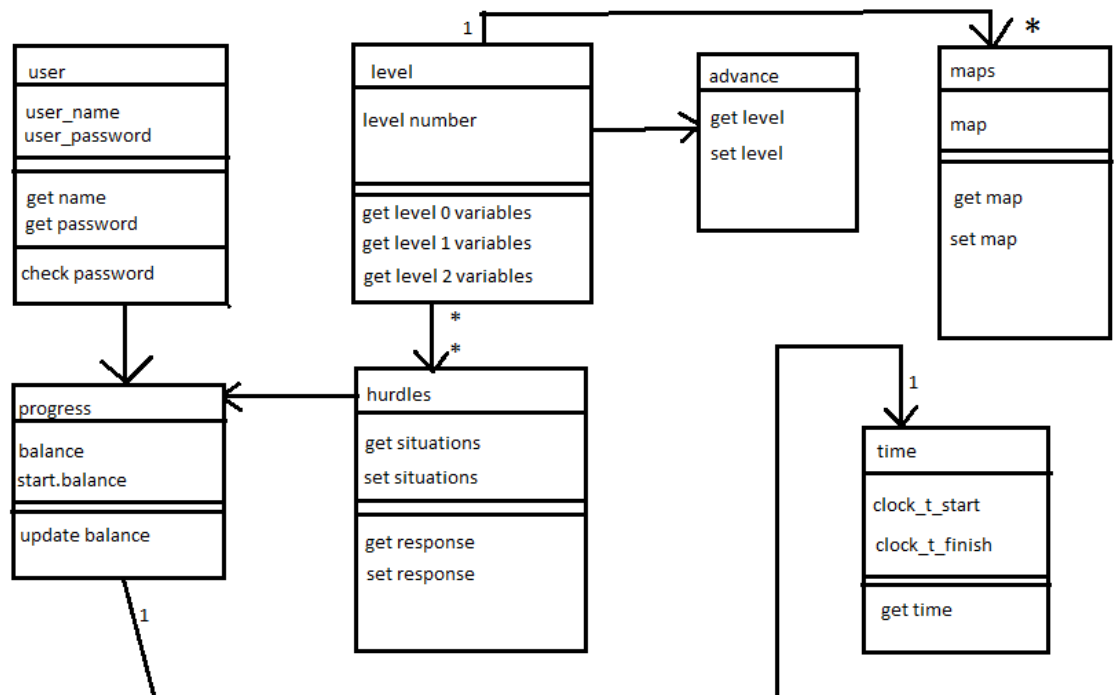 user
user_name
user_password
get name
get password
check password
1
level
level number
get level 0 variables
get level 1 variables
get level 2 variables
*
*
advance
get level
set level
*
maps
map
get map
set map
progress
balance
start.balance
update balance
1
hurdles
get situations
set situations
get response
set response
1
time
clock_t_start
clock_t_finish
get time